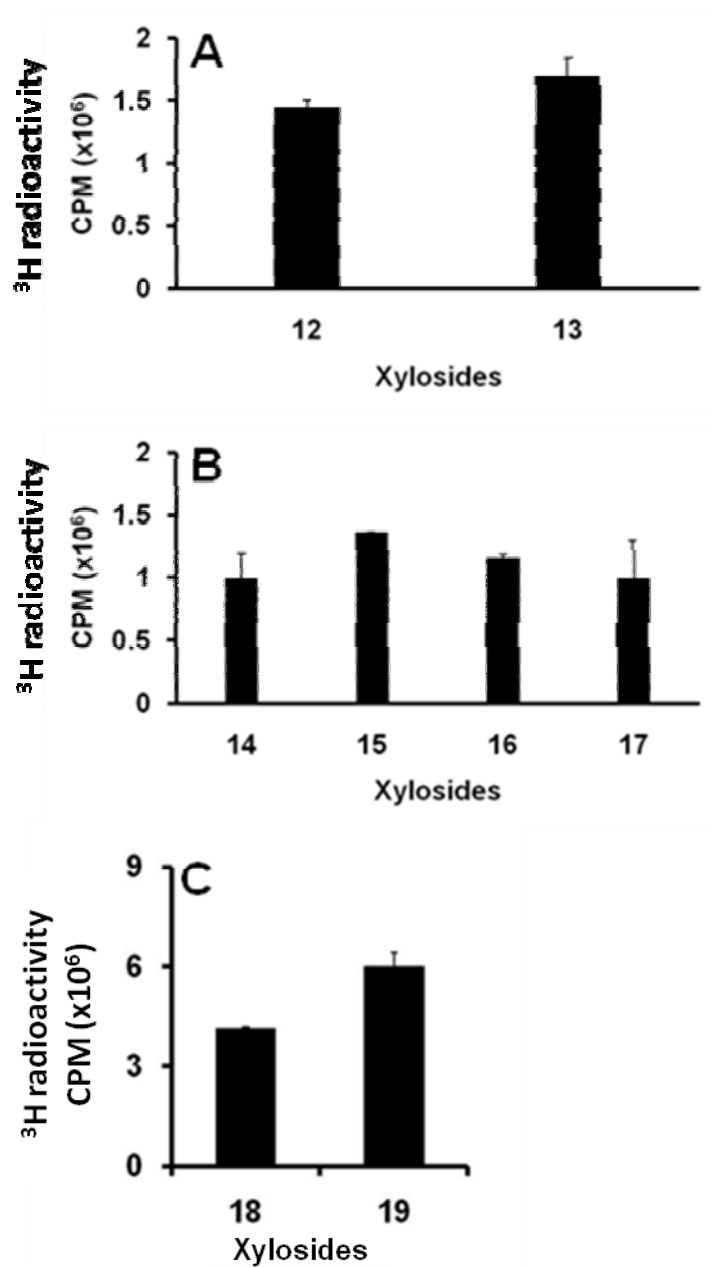 A
³H radioactivity
CPM (x10⁶)
2
1.5
1
0.5
0
12 13
Xylosides
B
³H radioactivity
CPM (x10⁶)
2
1.5
1
0.5
0
14 15 16 17
Xylosides
C
³H radioactivity
CPM (x10⁶)
9
6
3
0
18 19
Xylosides